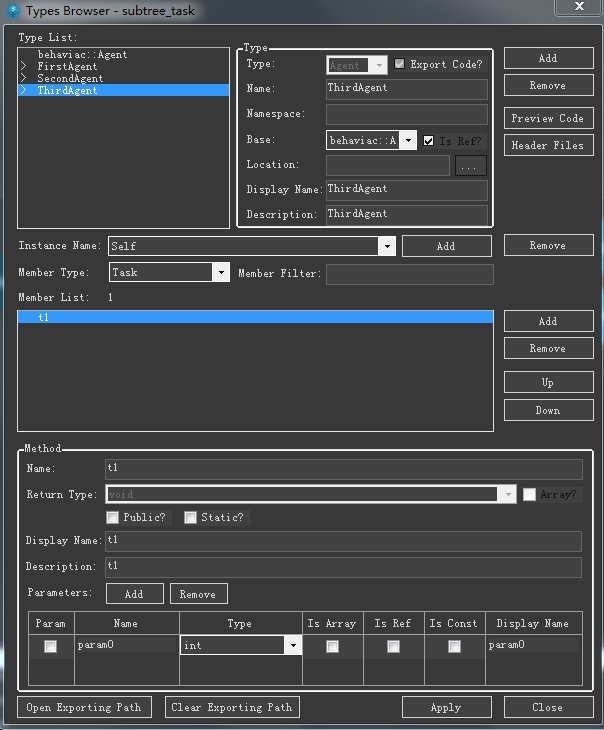 Types Browser - subtree_task
Type List:
behaviac::Agent
FirstAgent
SecondAgent
ThirdAgent
Type
Type: Agent Export Code?
Name: ThirdAgent
Namespace:
Base: behaviac::A Is Ref?
Location: ...
Display Name: ThirdAgent
Description: ThirdAgent
Add
Remove
Preview Code
Header Files
Instance Name: Self Add Remove
Member Type: Task Member Filter:
Member List: 1
t1
Add
Remove
Up
Down
Method
Name: t1
Return Type: void Array?
Public? Static?
Display Name: t1
Description: t1
Parameters: Add Remove
Param Name Type Is Array Is Ref Is Const Display Name
param0 int param0
Open Exporting Path Clear Exporting Path Apply Close